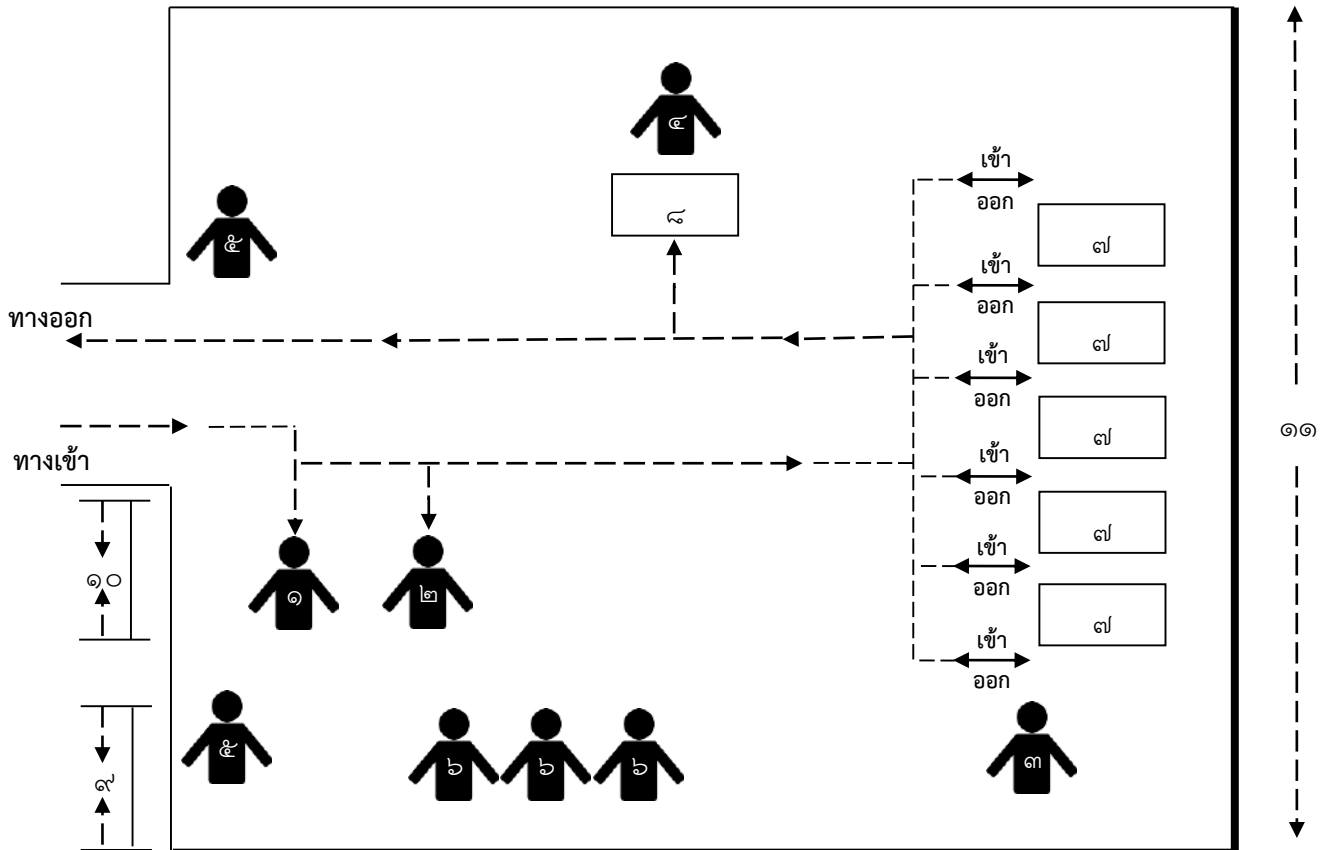 ๔
เข้า
ออก
๘
๕
๗
เข้า
ออก
ทางออก
๗
เข้า
ออก
๗
๑๑
ทางเข้า
เข้า
ออก
๗
๑๐
๑
๒
เข้า
ออก
๗
เข้า
ออก
๕
๖
๖
๖
๓
๙